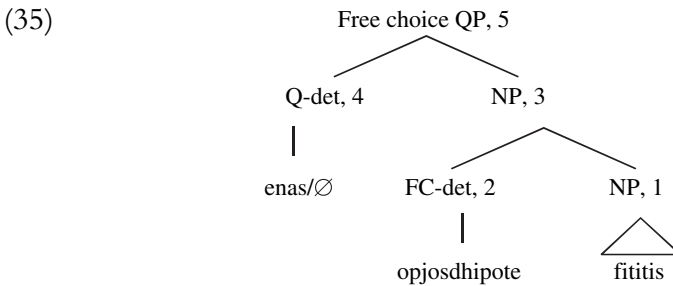 (35) Free choice QP, 5
Q-det, 4 NP, 3
enas/∅ FC-det, 2 NP, 1
opjosdhipote fititis